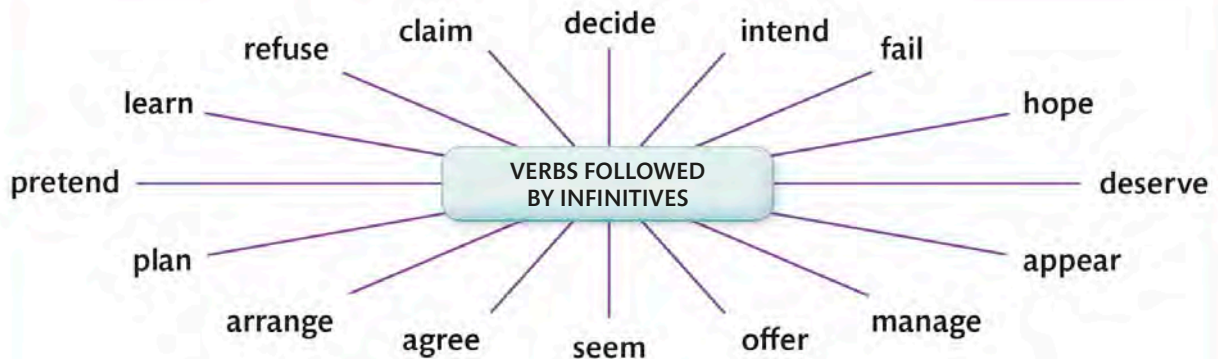 decide
claim
intend
refuse
fail
learn
hope
VERBS FOLLOWED
BY INFINITIVES
pretend
deserve
plan
appear
arrange
manage
agree
offer
seem